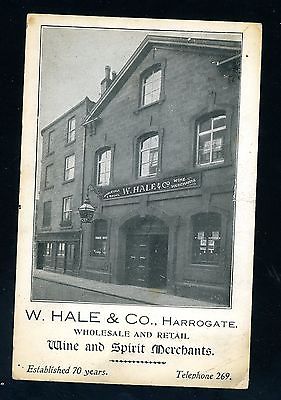 W. HALE & CO.
W. HALE & CO., HARROGATE.
WHOLESALE AND RETAIL
Wine and Spirit Merchants.
Established 70 years.
Telephone 269.